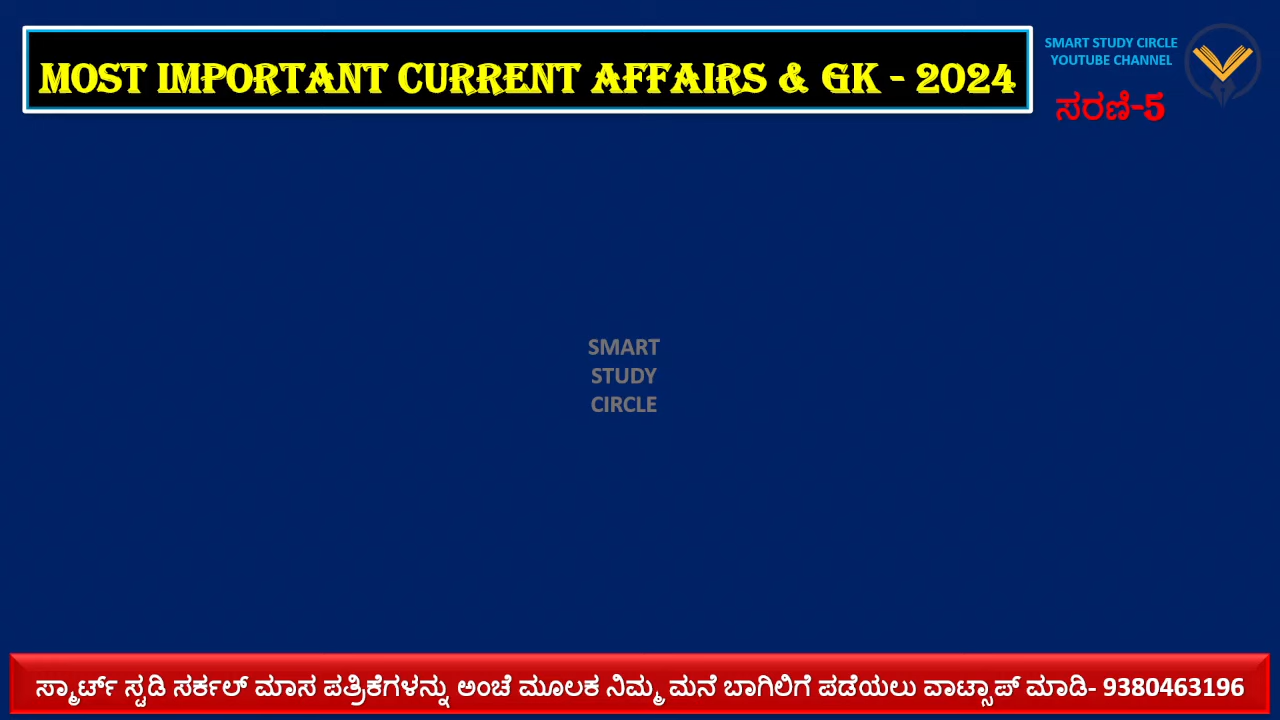 MOST IMPORTANT CURRENT AFFAIRS & GK - 2024
SMART STUDY CIRCLE
YOUTUBE CHANNEL
ಸರಣಿ-5
SMART
STUDY
CIRCLE
ಸ್ಮಾರ್ಟ್ ಸ್ಟಡಿ ಸರ್ಕಲ್ ಮಾಸ ಪತ್ರಿಕೆಗಳನ್ನು ಅಂಚೆ ಮೂಲಕ ನಿಮ್ಮ ಮನೆ ಬಾಗಿಲಿಗೆ ಪಡೆಯಲು ವಾಟ್ಸಾಪ್ ಮಾಡಿ- 9380463196